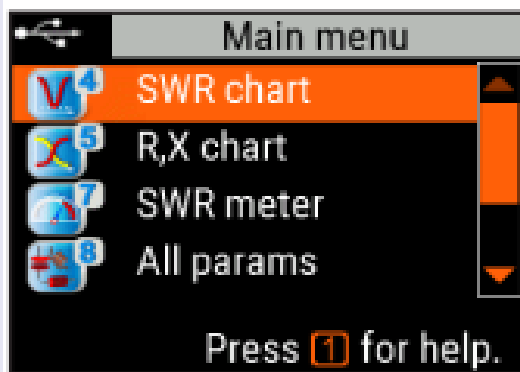 Main menu
4 SWR chart
5 R,X chart
7 SWR meter
8 All params
Press 1 for help.